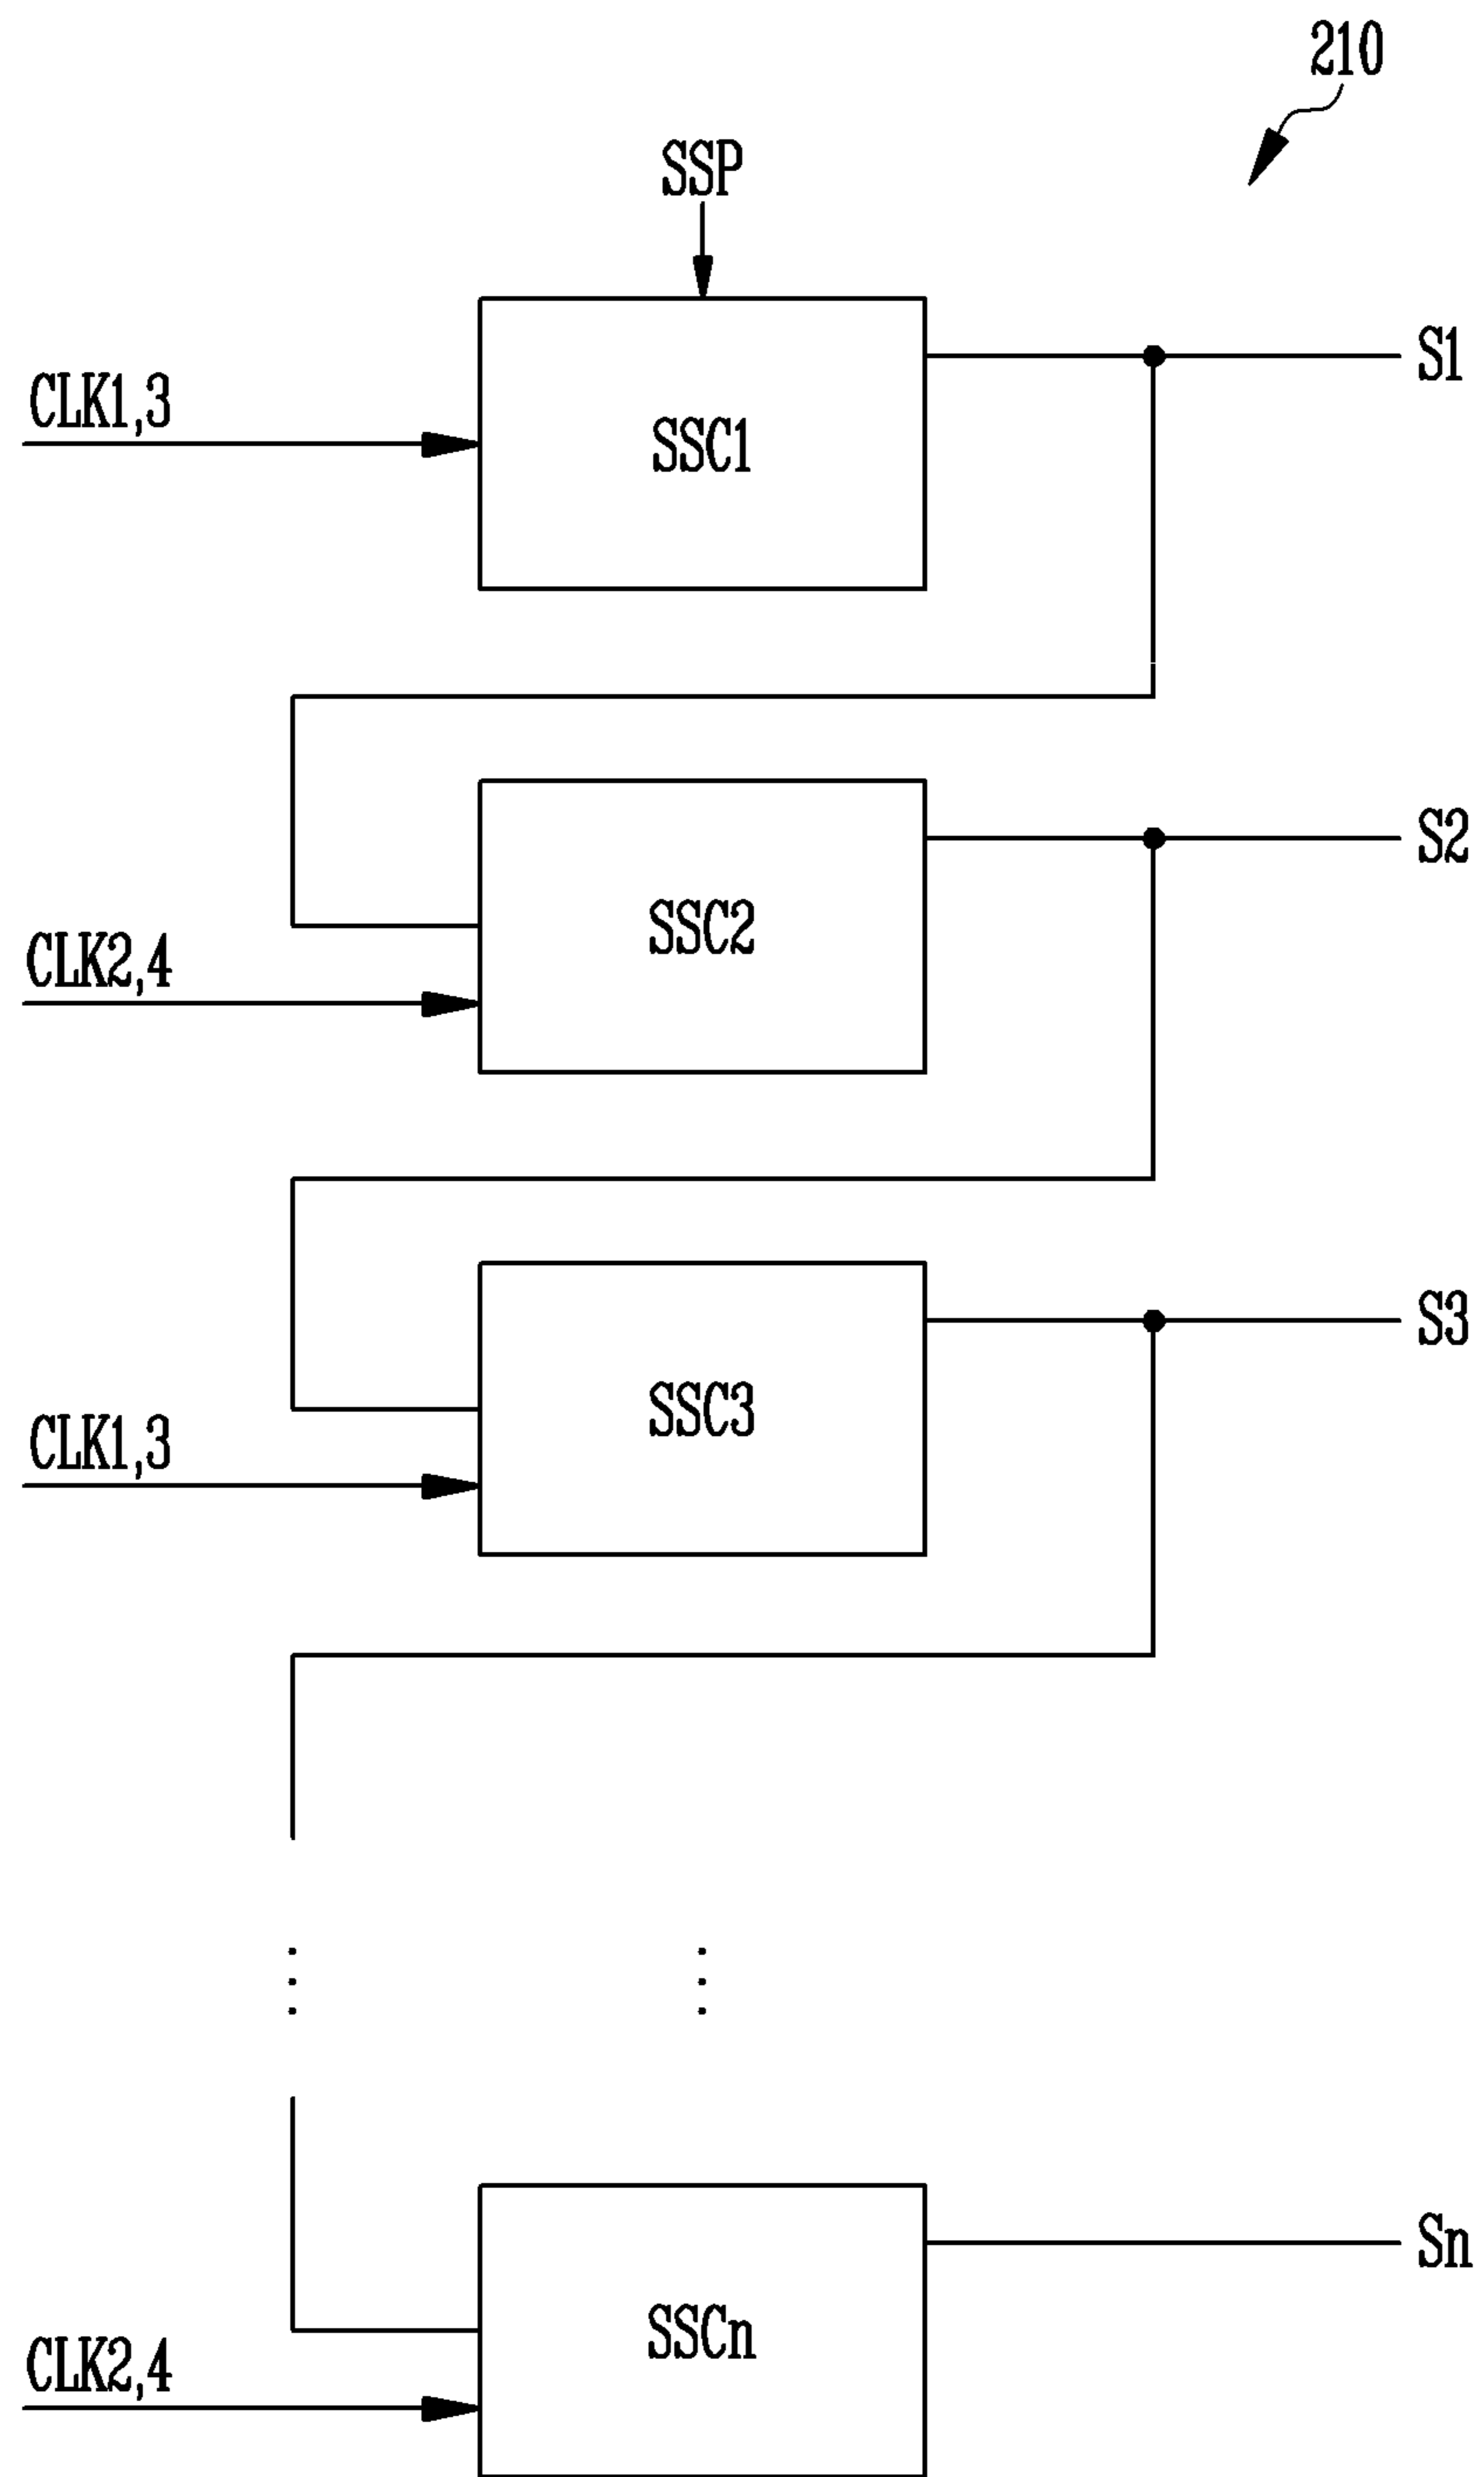 210
SSP
S1
CLK1,3
SSC1
S2
SSC2
CLK2,4
S3
SSC3
CLK1,3
Sn
SSCn
CLK2,4